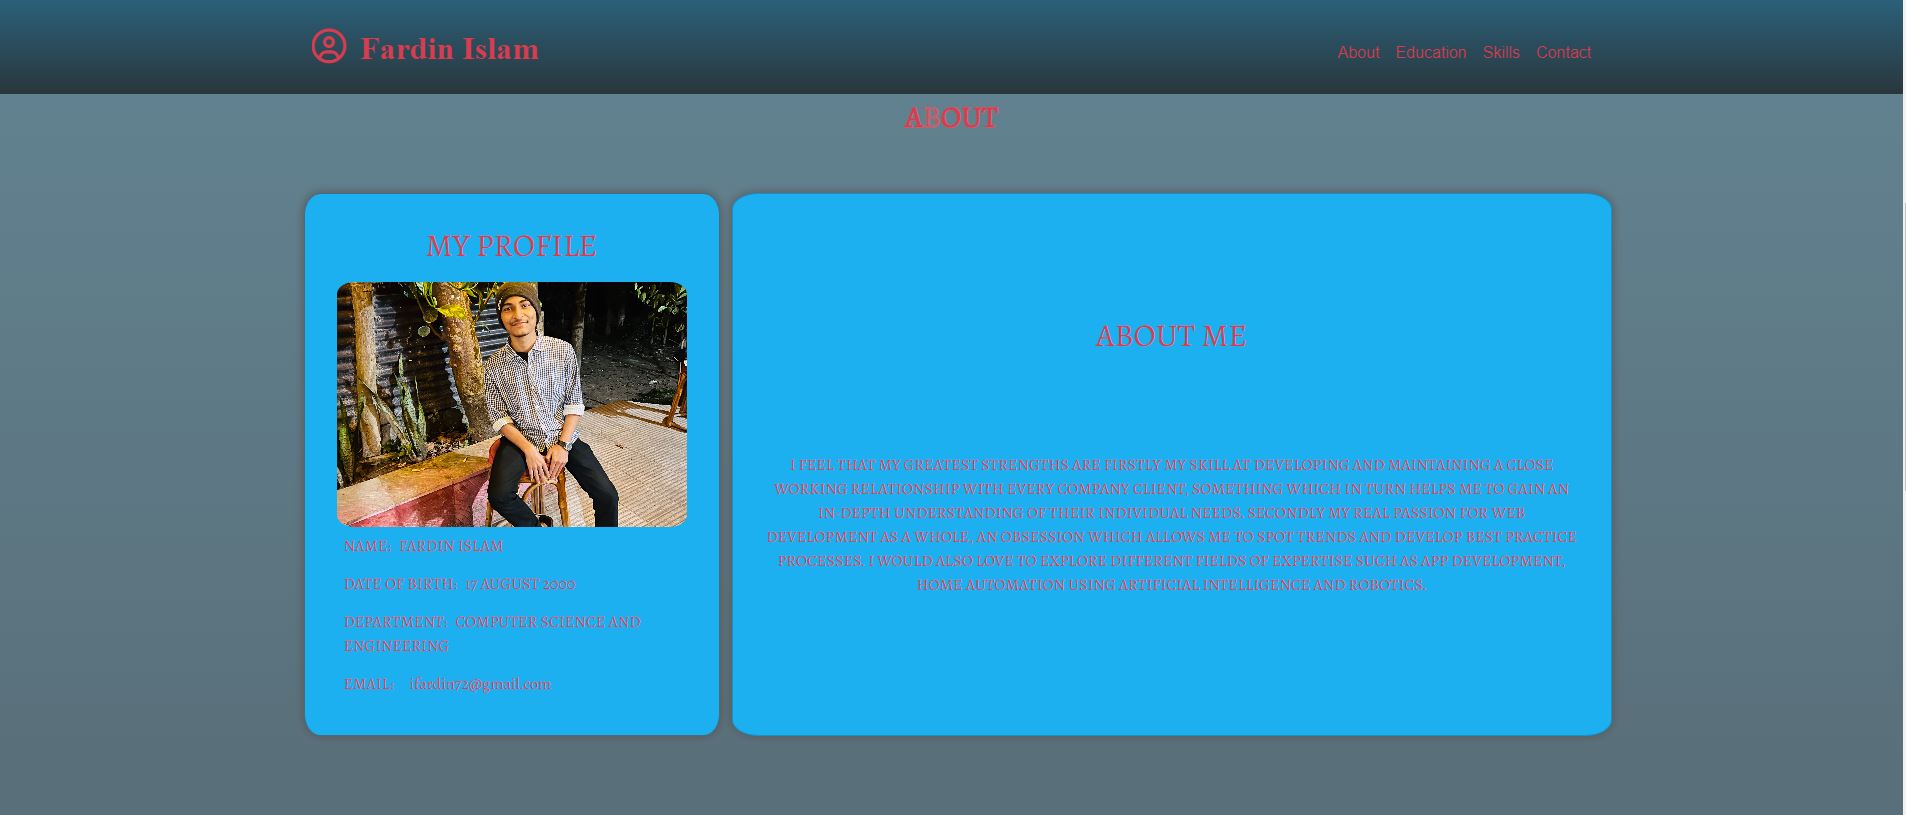 Fardin Islam
About Education Skills Contact
ABOUT
MY PROFILE
NAME: FARDIN ISLAM
DATE OF BIRTH: 17 AUGUST 2000
DEPARTMENT: COMPUTER SCIENCE AND
ENGINEERING
EMAIL: ifardin72@gmail.com
ABOUT ME
I FEEL THAT MY GREATEST STRENGTHS ARE FIRSTLY MY SKILL AT DEVELOPING AND MAINTAINING A CLOSE
WORKING RELATIONSHIP WITH EVERY COMPANY CLIENT, SOMETHING WHICH IN TURN HELPS ME TO GAIN AN
IN-DEPTH UNDERSTANDING OF THEIR INDIVIDUAL NEEDS. SECONDLY MY REAL PASSION FOR WEB
DEVELOPMENT AS A WHOLE, AN OBSESSION WHICH ALLOWS ME TO SPOT TRENDS AND DEVELOP BEST PRACTICE
PROCESSES. I WOULD ALSO LOVE TO EXPLORE DIFFERENT FIELDS OF EXPERTISE SUCH AS APP DEVELOPMENT,
HOME AUTOMATION USING ARTIFICIAL INTELLIGENCE AND ROBOTICS.